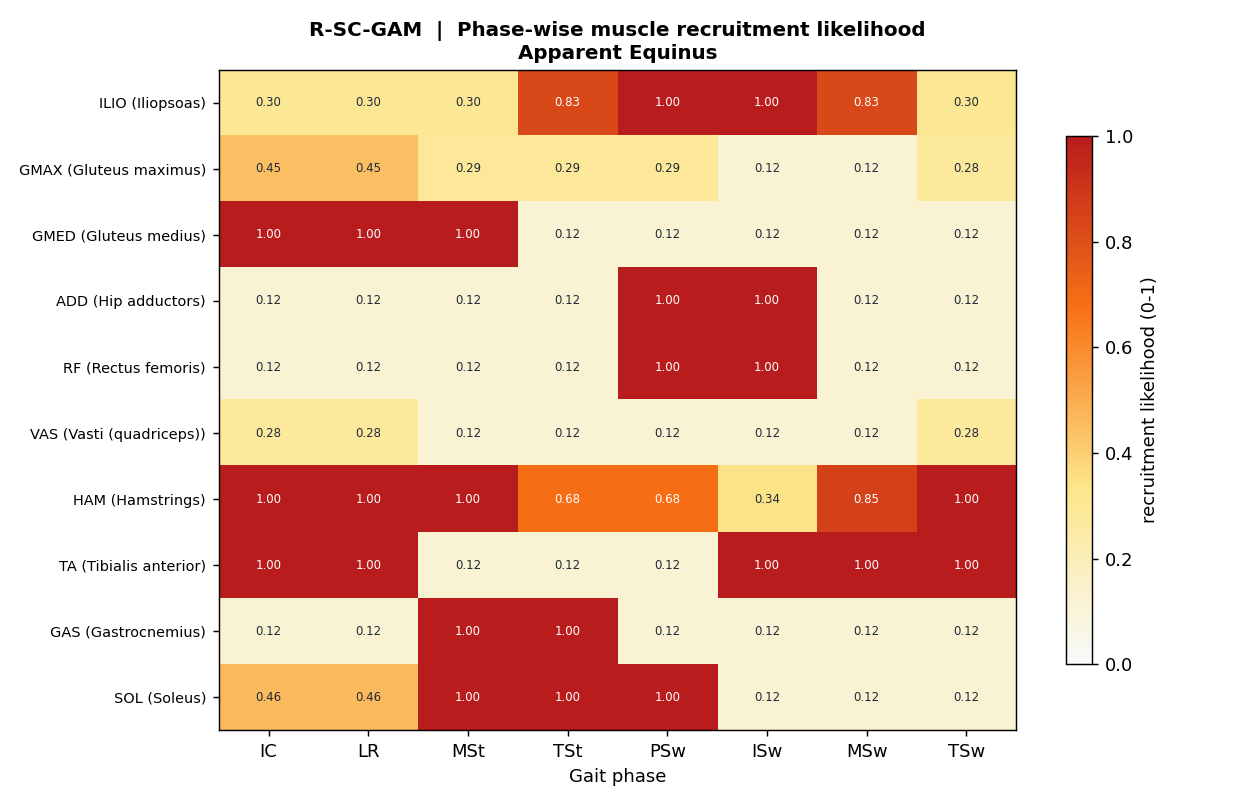 R-SC-GAM | Phase-wise muscle recruitment likelihood
Apparent Equinus
ILIO (Iliopsoas) 0.30 0.30 0.30 0.83 1.00 1.00 0.83 0.30
GMAX (Gluteus maximus) 0.45 0.45 0.29 0.29 0.29 0.12 0.12 0.28
GMED (Gluteus medius) 1.00 1.00 1.00 0.12 0.12 0.12 0.12 0.12
ADD (Hip adductors) 0.12 0.12 0.12 0.12 1.00 1.00 0.12 0.12
RF (Rectus femoris) 0.12 0.12 0.12 0.12 1.00 1.00 0.12 0.12
VAS (Vasti (quadriceps)) 0.28 0.28 0.12 0.12 0.12 0.12 0.12 0.28
HAM (Hamstrings) 1.00 1.00 1.00 0.68 0.68 0.34 0.85 1.00
TA (Tibialis anterior) 1.00 1.00 0.12 0.12 0.12 1.00 1.00 1.00
GAS (Gastrocnemius) 0.12 0.12 1.00 1.00 0.12 0.12 0.12 0.12
SOL (Soleus) 0.46 0.46 1.00 1.00 1.00 0.12 0.12 0.12
IC LR MSt TSt PSw ISw MSw TSw
Gait phase
1.0
0.8
0.6
0.4
0.2
0.0
recruitment likelihood (0-1)